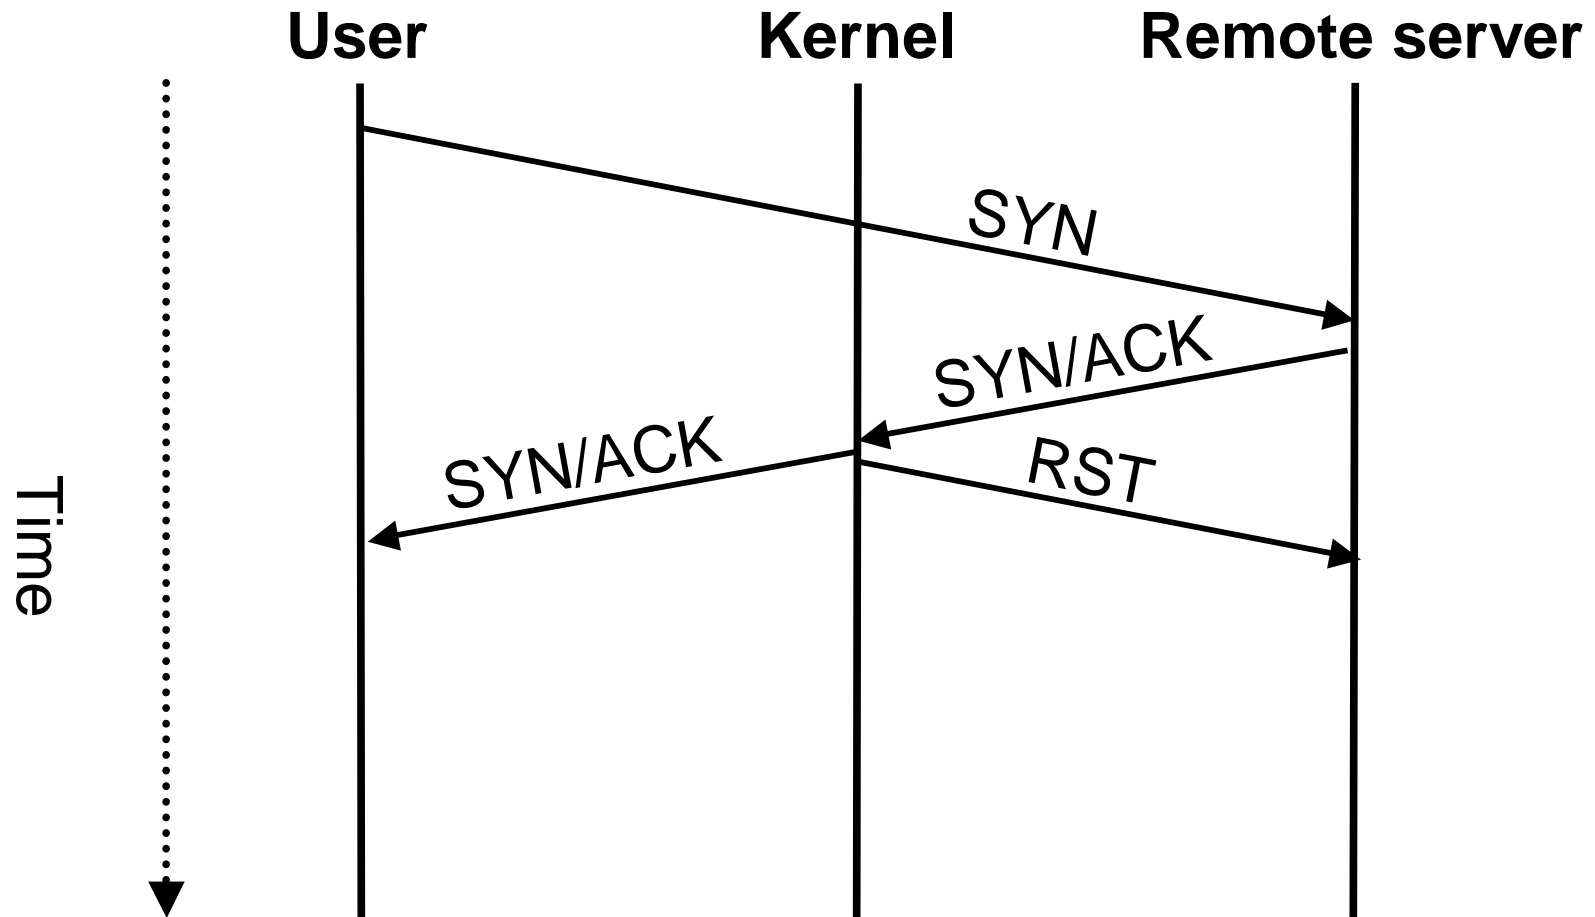 User
Kernel
Remote server
SYN
SYN/ACK
SYN/ACK
RST
Time